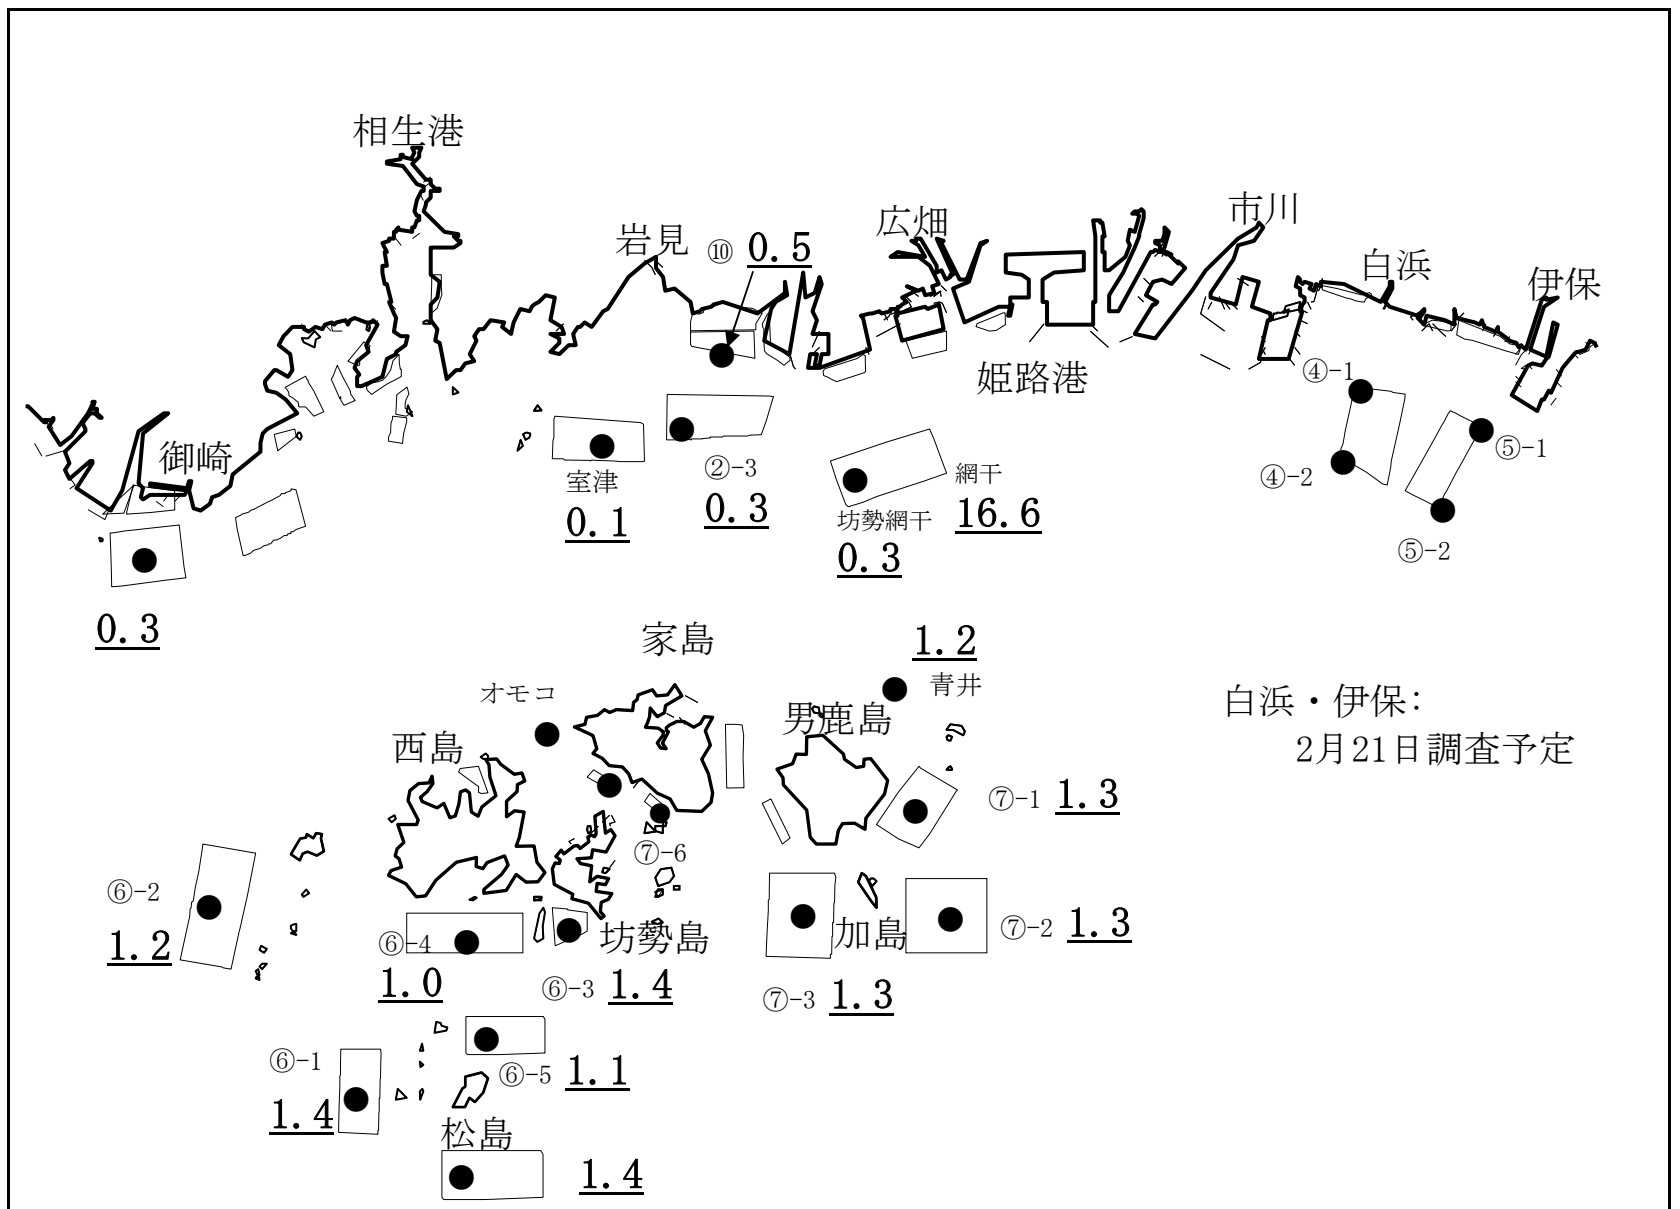 相生港
市川
広畑
岩見
⑩ 0.5
白浜
伊保
姫路港
④-1
御崎
⑤-1
②-3
網干
④-2
室津
0.3
16.6
0.1
坊勢網干
⑤-2
0.3
0.3
家島
1.2
オモコ
青井
白浜・伊保：
男鹿島
西島
2月21日調査予定
⑦-1 1.3
⑦-6
⑥-2
1.2
⑥-4
坊勢島
加島
⑦-2 1.3
1.0
⑥-3 1.4
⑦-3 1.3
⑥-1
⑥-5 1.1
1.4
松島
1.4